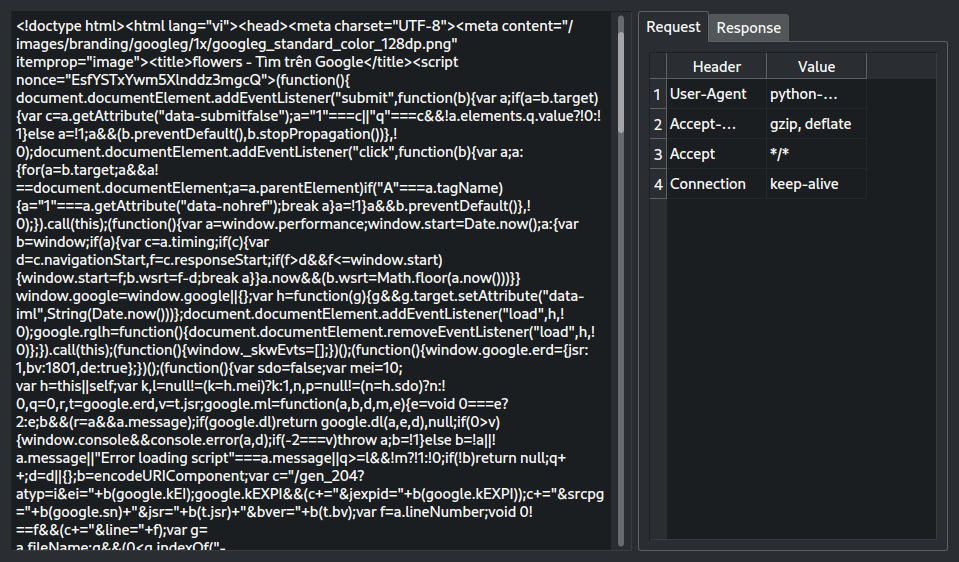 <!doctype html><html lang="vi"><head><meta charset="UTF-8"><meta content="/
images/branding/googleg/1x/googleg_standard_color_128dp.png"
itemprop="image"><title>flowers - Tìm trên Google</title><script
nonce="EsfYSTxYwm5Xlnddz3mgcQ">(function(){
document.documentElement.addEventListener("submit",function(b){var a;if(a=b.target)
{var c=a.getAttribute("data-submitfalse");a="1"===c||"q"===c&&!a.elements.q.value?!0:!
1}else a=!1;a&&(b.preventDefault(),b.stopPropagation())},!
0);document.documentElement.addEventListener("click",function(b){var a;a:
{for(a=b.target;a&&a!
==document.documentElement;a=a.parentElement)if("A"===a.tagName)
{a="1"===a.getAttribute("data-nohref");break a}a=!1}a&&b.preventDefault()},!
0);}).call(this);(function(){var a=window.performance;window.start=Date.now();a:{var
b=window;if(a){var c=a.timing;if(c){var
d=c.navigationStart,f=c.responseStart;if(f>d&&f<=window.start)
{window.start=f;b.wsrt=f-d;break a}}a.now&&(b.wsrt=Math.floor(a.now()))}}
window.google=window.google||{};var h=function(g){g&&g.target.setAttribute("data-
iml",String(Date.now()))};document.documentElement.addEventListener("load",h,!
0);google.rglh=function(){document.documentElement.removeEventListener("load",h,!
0)};}).call(this);(function(){window._skwEvts=[];})();(function(){window.google.erd={jsr:
1,bv:1801,de:true};})();(function(){var sdo=false;var mei=10;
var h=this||self;var k,l=null!=(k=h.mei)?k:1,n,p=null!=(n=h.sdo)?n:!
0,q=0,r,t=google.erd,v=t.jsr;google.ml=function(a,b,d,m,e){e=void 0===e?
2:e;b&&(r=a&&a.message);if(google.dl)return google.dl(a,e,d),null;if(0>v)
{window.console&&console.error(a,d);if(-2===v)throw a;b=!1}else b=!a||!
a.message||"Error loading script"===a.message||q>=l&&!m?!1:!0;if(!b)return null;q+
+;d=d||{};b=encodeURIComponent;var c="/gen_204?
atyp=i&ei="+b(google.kEI);google.kEXPI&&(c+="&jexpid="+b(google.kEXPI));c+="&srcpg
="+b(google.sn)+"&jsr="+b(t.jsr)+"&bver="+b(t.bv);var f=a.lineNumber;void 0!
==f&&(c+="&line="+f);var g=
a.fileName;g&&(0<g.indexOf("-
Request Response
Header Value
1 User-Agent python-...
2 Accept-... gzip, deflate
3 Accept */*
4 Connection keep-alive